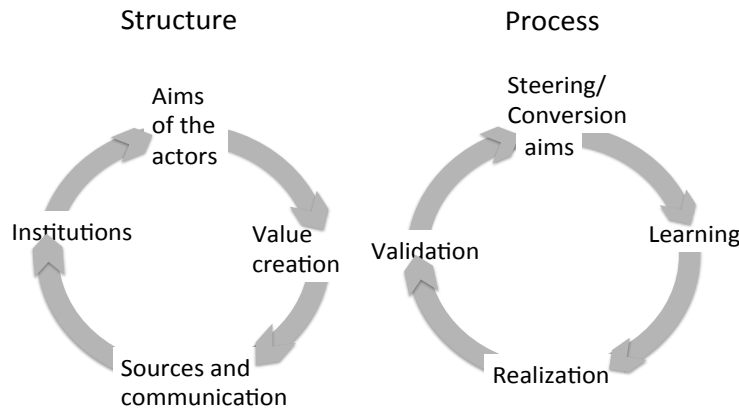 Structure
Aims
of the
actors
Institutions
Value
creation
Sources and
communication
Process
Steering/
Conversion
aims
Validation
Learning
Realization